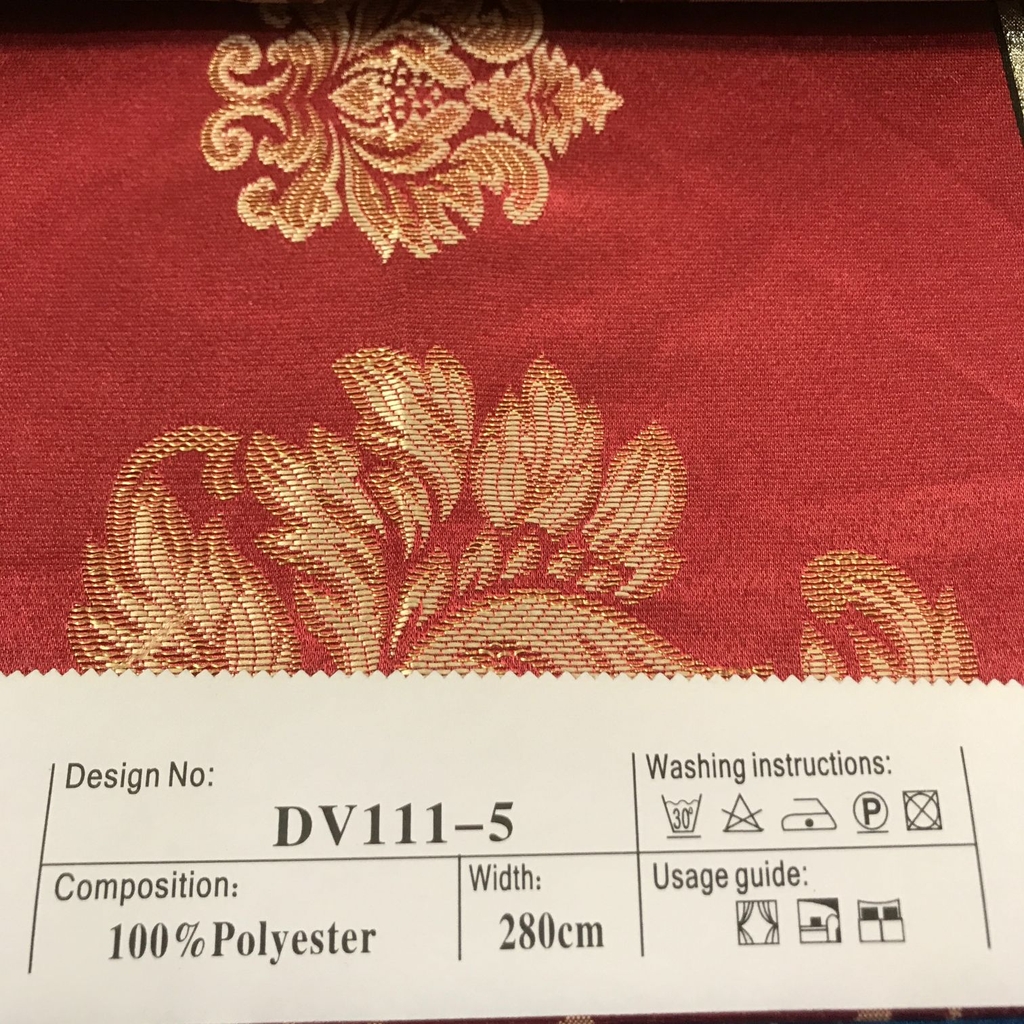 Design No:
DV111-5
Washing instructions:
30°
P
Composition:
100%Polyester
Width:
280cm
Usage guide: